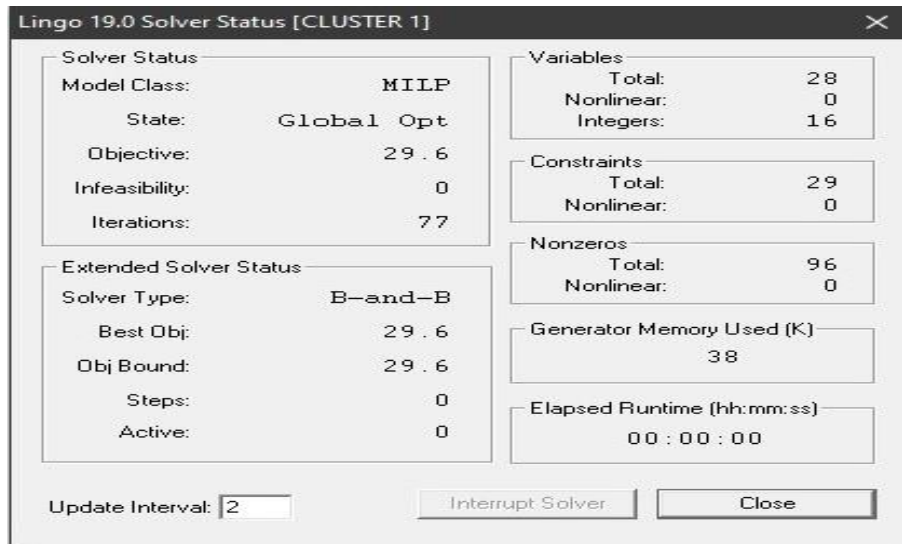 Lingo 19.0 Solver Status [CLUSTER 1]
Solver Status
Model Class: MILP
State: Global Opt
Objective: 29.6
Infeasibility: 0
Iterations: 77
Extended Solver Status
Solver Type: B-and-B
Best Obj: 29.6
Obj Bound: 29.6
Steps: 0
Active: 0
Variables
Total: 28
Nonlinear: 0
Integers: 16
Constraints
Total: 29
Nonlinear: 0
Nonzeros
Total: 96
Nonlinear: 0
Generator Memory Used (K)
38
Elapsed Runtime (hh:mm:ss)
00:00:00
Update Interval: 2
Interrupt Solver
Close